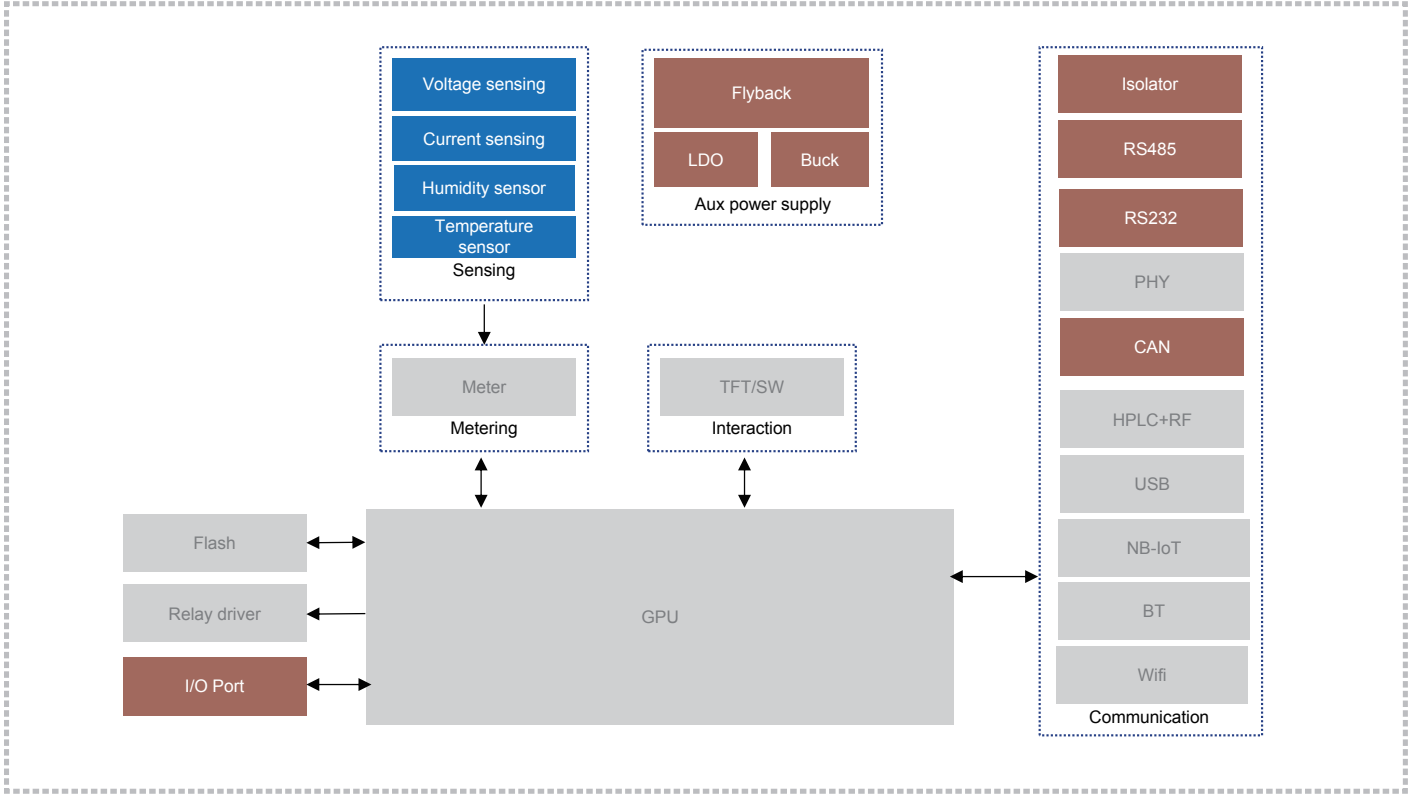 Voltage sensing
Current sensing
Humidity sensor
Temperature
sensor
Sensing
Flyback
LDO
Buck
Aux power supply
Isolator
RS485
RS232
PHY
CAN
HPLC+RF
USB
NB-IoT
BT
Wifi
Communication
Meter
Metering
TFT/SW
Interaction
Flash
Relay driver
I/O Port
GPU